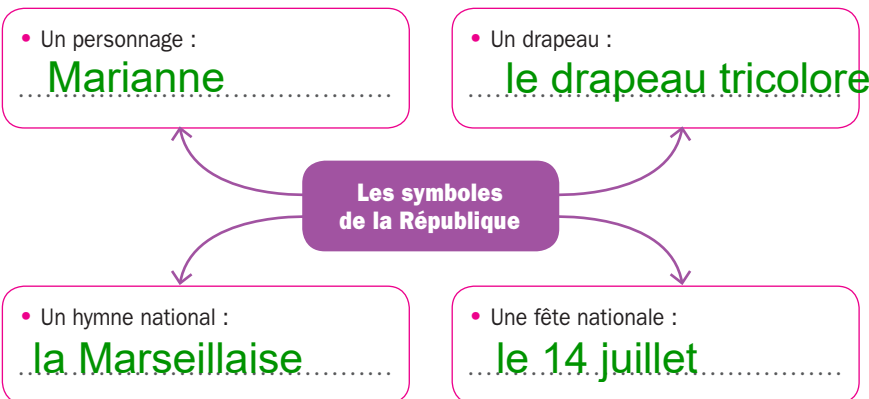 • Un personnage :
Marianne
• Un drapeau :
le drapeau tricolore
Les symboles
de la République
• Un hymne national :
la Marseillaise
• Une fête nationale :
le 14 juillet